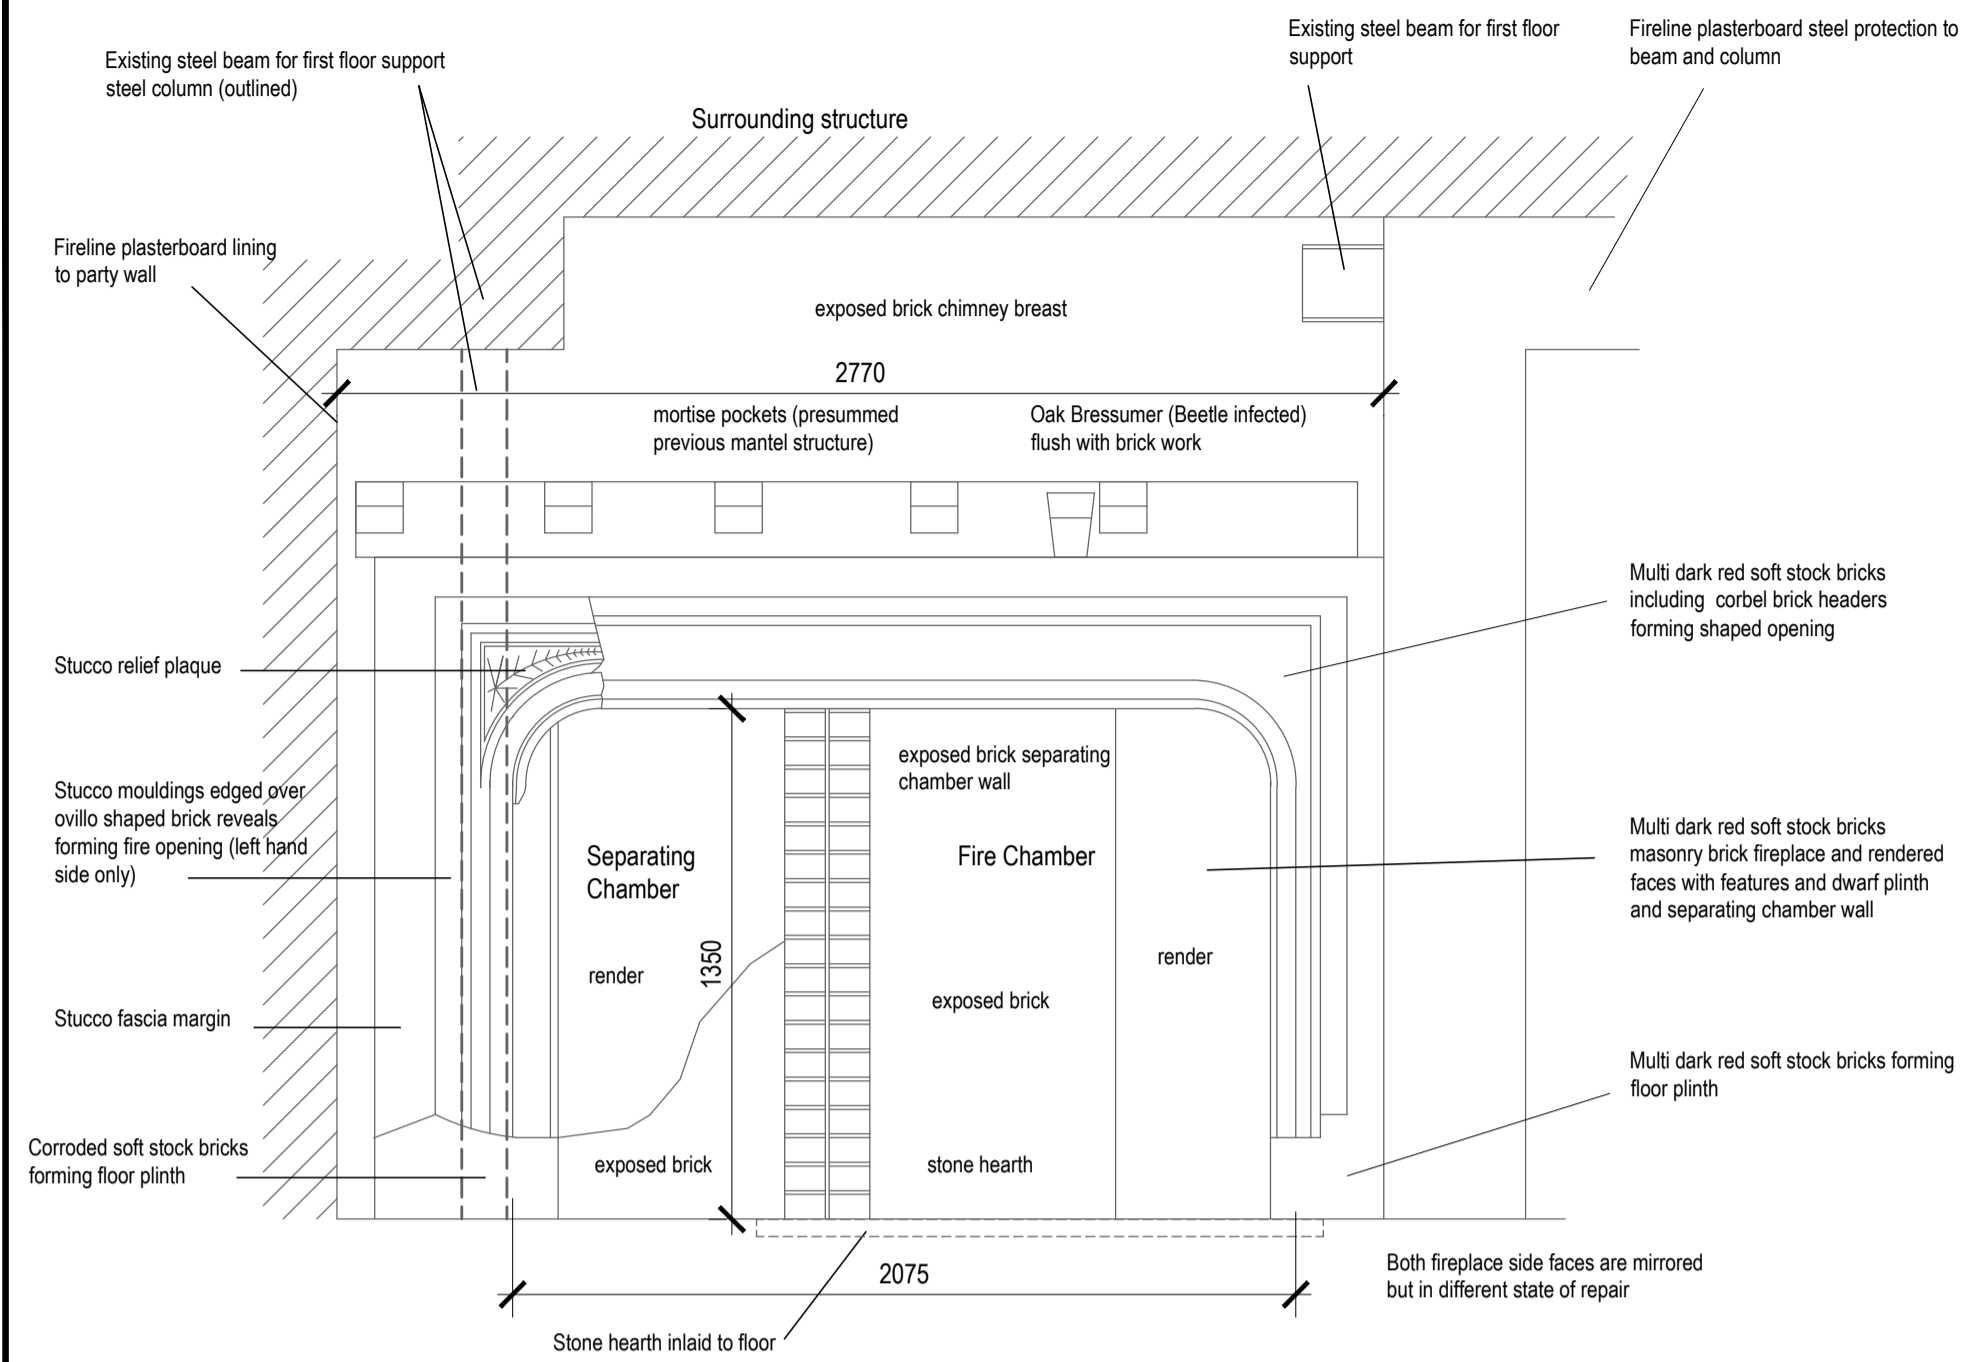 Existing steel beam for first floor support
steel column (outlined)
Existing steel beam for first floor
support
Fireline plasterboard steel protection to
beam and column
Surrounding structure
Fireline plasterboard lining
to party wall
exposed brick chimney breast
2770
mortise pockets (presummed
previous mantel structure)
Oak Bressumer (Beetle infected)
flush with brick work
Multi dark red soft stock bricks
including corbel brick headers
forming shaped opening
Stucco relief plaque
exposed brick separating
chamber wall
Stucco mouldings edged over
ovillo shaped brick reveals
forming fire opening (left hand
side only)
Separating
Chamber
Fire Chamber
Multi dark red soft stock bricks
masonry brick fireplace and rendered
faces with features and dwarf plinth
and separating chamber wall
render
1350
render
exposed brick
Stucco fascia margin
Multi dark red soft stock bricks forming
floor plinth
Corroded soft stock bricks
forming floor plinth
exposed brick
stone hearth
2075
Both fireplace side faces are mirrored
but in different state of repair
Stone hearth inlaid to floor